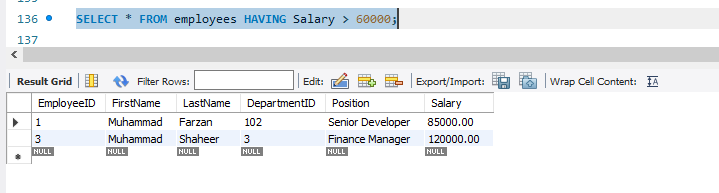 136 SELECT * FROM employees HAVING Salary > 60000;
137
Result Grid Filter Rows: Edit: Export/Import: Wrap Cell Content:
EmployeeID FirstName LastName DepartmentID Position Salary
1 Muhammad Farzan 102 Senior Developer 85000.00
3 Muhammad Shaheer 3 Finance Manager 120000.00
NULL NULL NULL NULL NULL NULL